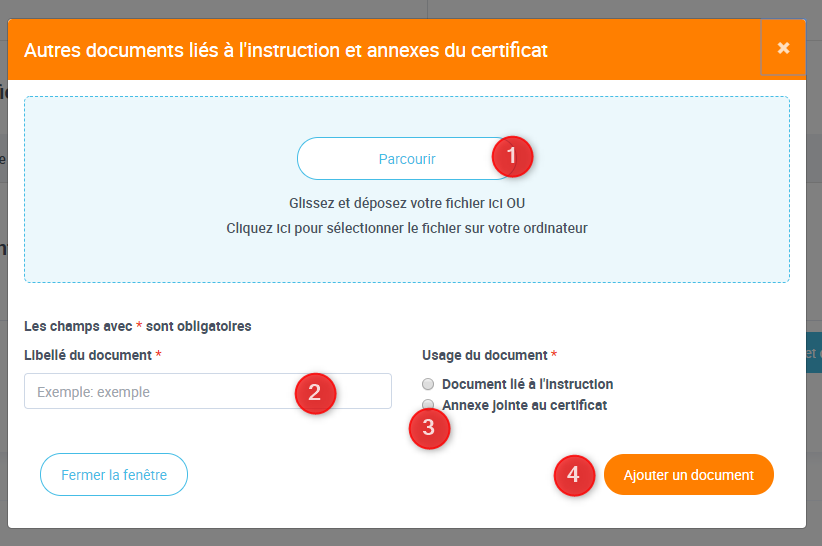 Autres documents liés à l'instruction et annexes du certificat
×
Parcourir
1
Glissez et déposez votre fichier ici OU
Cliquez ici pour sélectionner le fichier sur votre ordinateur
Les champs avec * sont obligatoires
Libellé du document *
Exemple: exemple
2
Usage du document *
Document lié à l'instruction
Annexe jointe au certificat
3
Fermer la fenêtre
4
Ajouter un document